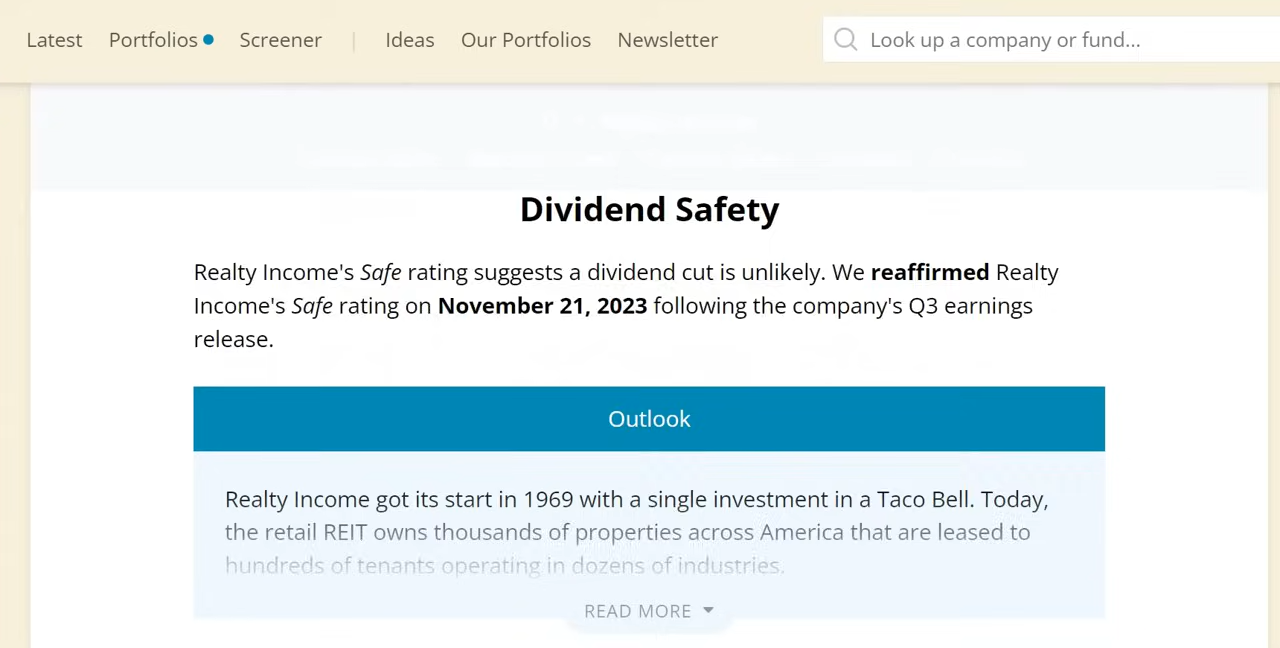 Latest Portfolios Screener | Ideas Our Portfolios Newsletter Look up a company or fund...
Dividend Safety
Realty Income's Safe rating suggests a dividend cut is unlikely. We reaffirmed Realty
Income's Safe rating on November 21, 2023 following the company's Q3 earnings
release.
Outlook
Realty Income got its start in 1969 with a single investment in a Taco Bell. Today,
the retail REIT owns thousands of properties across America that are leased to
hundreds of tenants operating in dozens of industries.
READ MORE